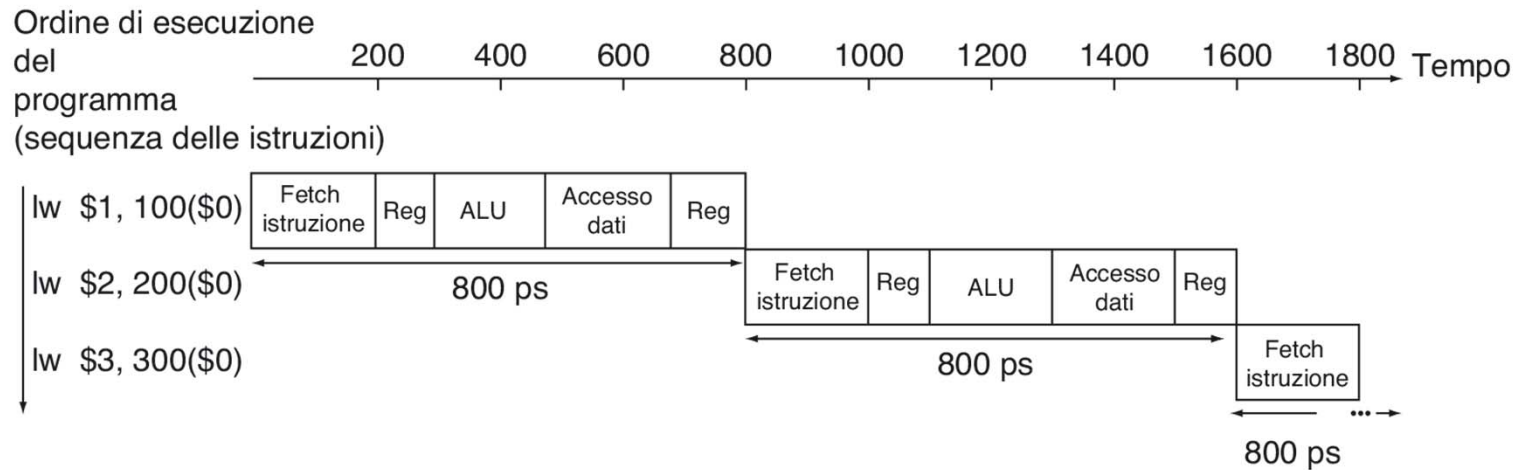 Ordine di esecuzione
del
programma
(sequenza delle istruzioni)
200 400 600 800 1000 1200 1400 1600 1800 Tempo
lw $1, 100($0)
Fetch
istruzione
Reg
ALU
Accesso
dati
Reg
800 ps
lw $2, 200($0)
Fetch
istruzione
Reg
ALU
Accesso
dati
Reg
800 ps
lw $3, 300($0)
Fetch
istruzione
...
800 ps